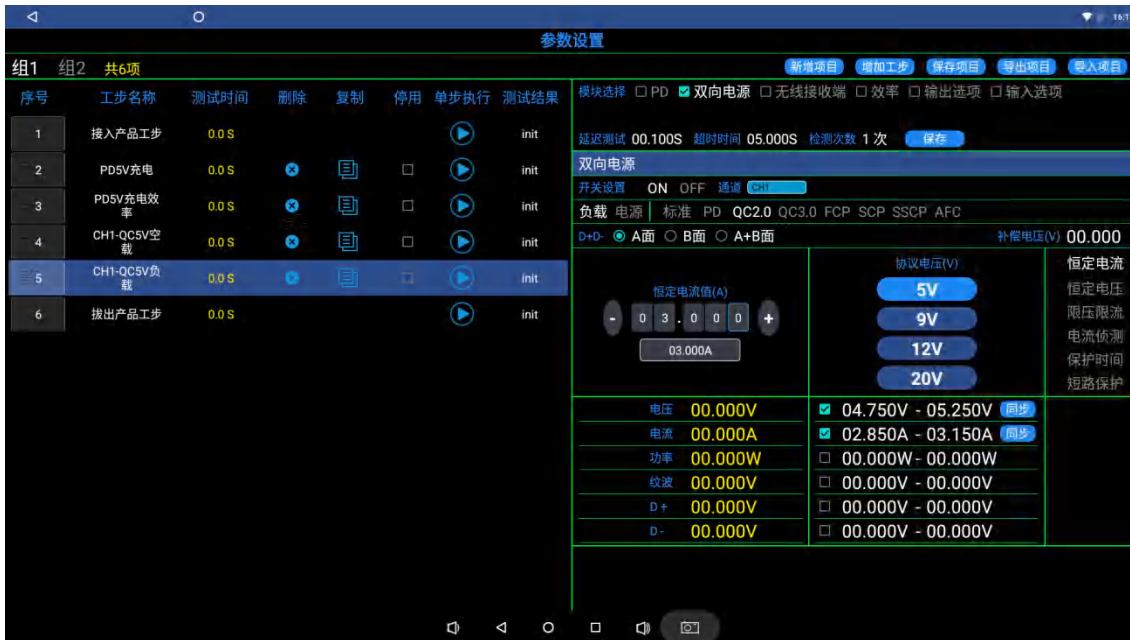 16:1
参数设置
组1 组2 共6项 新增项目 增加工步 保存项目 导出项目 导入项目
序号 工步名称 测试时间 删除 复制 停用 单步执行 测试结果
1 接入产品工步 0.0 S init
2 PD5V充电 0.0 S init
3 PD5V充电效率 0.0 S init
4 CH1-QC5V空载 0.0 S init
5 CH1-QC5V负载 0.0 S init
6 拔出产品工步 0.0 S init
模块选择 PD 双向电源 无线接收端 效率 输出选项 输入选项
延迟测试 00.100S 超时时间 05.000S 检测次数 1 次 保存
双向电源
开关设置 ON OFF 通道 CH1
负载 电源 标准 PD QC2.0 QC3.0 FCP SCP SSCP AFC
D+D- A面 B面 A+B面 补偿电压(V) 00.000
恒定电流值(A)
- 0 3 . 0 0 0 +
03.000A
协议电压(V)
5V
9V
12V
20V
恒定电流
恒定电压
限压限流
电流侦测
保护时间
短路保护
电压 00.000V 04.750V - 05.250V 同步
电流 00.000A 02.850A - 03.150A 同步
功率 00.000W 00.000W - 00.000W
纹波 00.000V 00.000V - 00.000V
D+ 00.000V 00.000V - 00.000V
D- 00.000V 00.000V - 00.000V